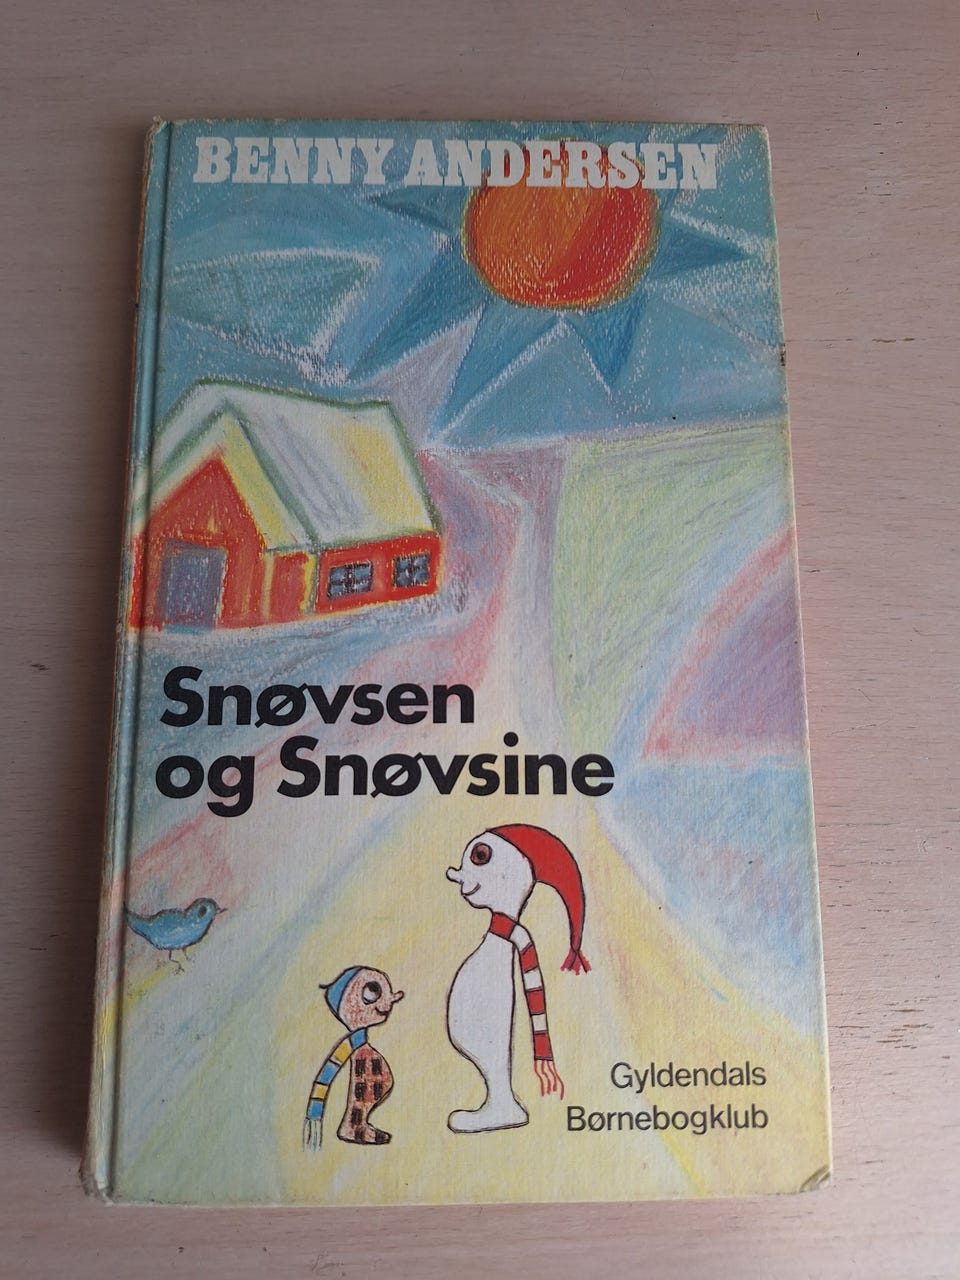 BENNY ANDERSEN
Snøvsen
og Snøvsine
Gyldendals
Børnebogklub